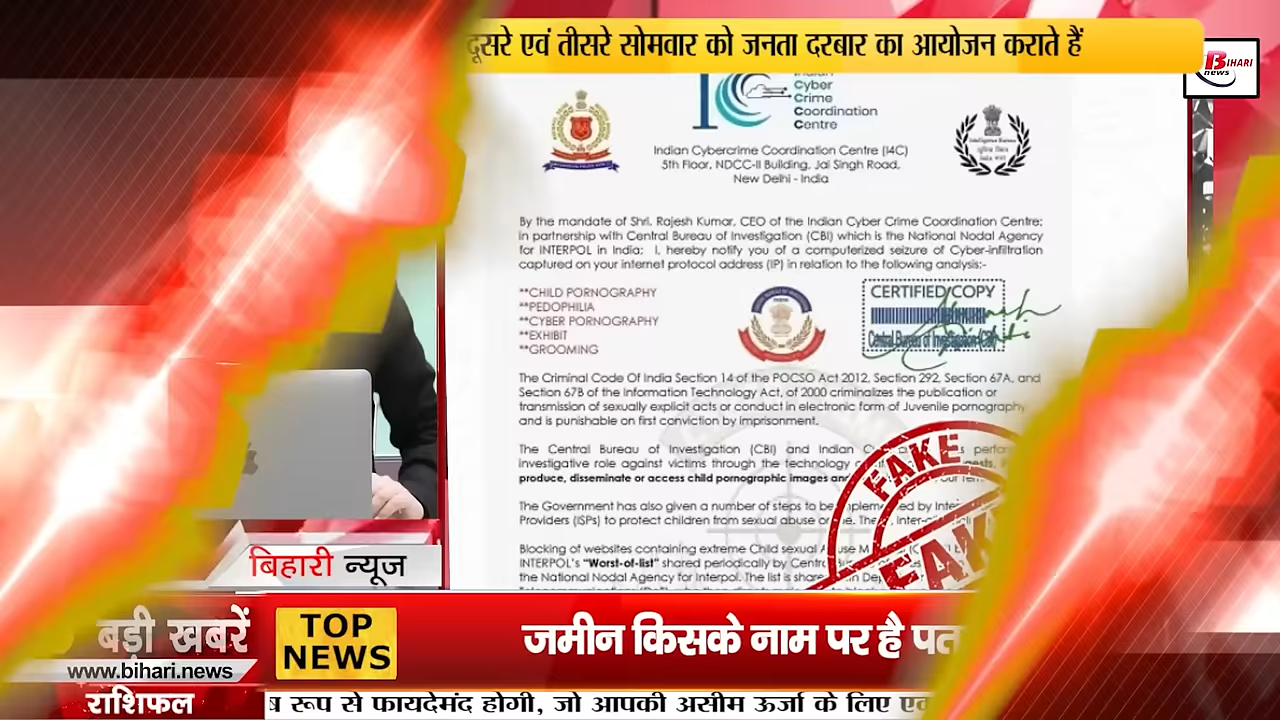 दूसरे एवं तीसरे सोमवार को जनता दरबार का आयोजन कराते हैं
BIHARI
news
Indian
Cyber
Crime
Coordination
Centre
Indian Cybercrime Coordination Centre (I4C)
5th Floor, NDCC-II Building, Jai Singh Road,
New Delhi - India
By the mandate of Shri. Rajesh Kumar, CEO of the Indian Cyber Crime Coordination Centre;
in partnership with Central Bureau of Investigation (CBI) which is the National Nodal Agency
for INTERPOL in India; I, hereby notify you of a computerized seizure of Cyber-infiltration
captured on your internet protocol address (IP) in relation to the following analysis:-
**CHILD PORNOGRAPHY
**PEDOPHILIA
**CYBER PORNOGRAPHY
**EXHIBIT
**GROOMING
CERTIFIED COPY
Central Bureau of Investigation (CBI)
The Criminal Code Of India Section 14 of the POCSO Act 2012, Section 292, Section 67A, and
Section 67B of the Information Technology Act, of 2000 criminalizes the publication or
transmission of sexually explicit acts or conduct in electronic form of Juvenile pornography
and is punishable on first conviction by imprisonment.
The Central Bureau of Investigation (CBI) and Indian
investigative role against victims through the technology
produce, disseminate or access child pornographic images and
The Government has also given a number of steps to be implemented by
Providers (ISPs) to protect children from sexual abuse
Blocking of websites containing extreme Child sexual
INTERPOL's "Worst-of-list" shared periodically by
the National Nodal Agency for Interpol. The list is
FAKE
FAKE
बिहारी न्यूज
बड़ी खबरें
TOP
NEWS
जमीन किसके नाम पर है
www.bihari.news
राशिफल
रूप से फायदेमंद होगी, जो आपकी असीम ऊर्जा के लिए